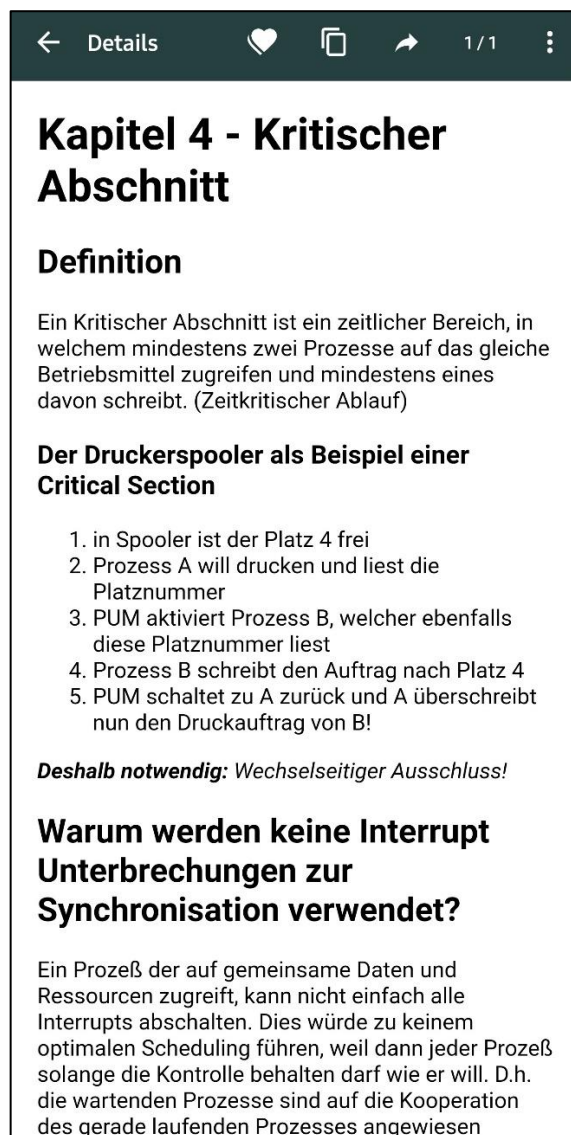 Details 1/1
Kapitel 4 - Kritischer
Abschnitt
Definition
Ein Kritischer Abschnitt ist ein zeitlicher Bereich, in
welchem mindestens zwei Prozesse auf das gleiche
Betriebsmittel zugreifen und mindestens eines
davon schreibt. (Zeitkritischer Ablauf)
Der Druckerspooler als Beispiel einer
Critical Section
1. in Spooler ist der Platz 4 frei
2. Prozess A will drucken und liest die
Platznummer
3. PUM aktiviert Prozess B, welcher ebenfalls
diese Platznummer liest
4. Prozess B schreibt den Auftrag nach Platz 4
5. PUM schaltet zu A zurück und A überschreibt
nun den Druckauftrag von B!
Deshalb notwendig: Wechselseitiger Ausschluss!
Warum werden keine Interrupt
Unterbrechungen zur
Synchronisation verwendet?
Ein Prozeß der auf gemeinsame Daten und
Ressourcen zugreift, kann nicht einfach alle
Interrupts abschalten. Dies würde zu keinem
optimalen Scheduling führen, weil dann jeder Prozeß
solange die Kontrolle behalten darf wie er will. D.h.
die wartenden Prozesse sind auf die Kooperation
des gerade laufenden Prozesses angewiesen